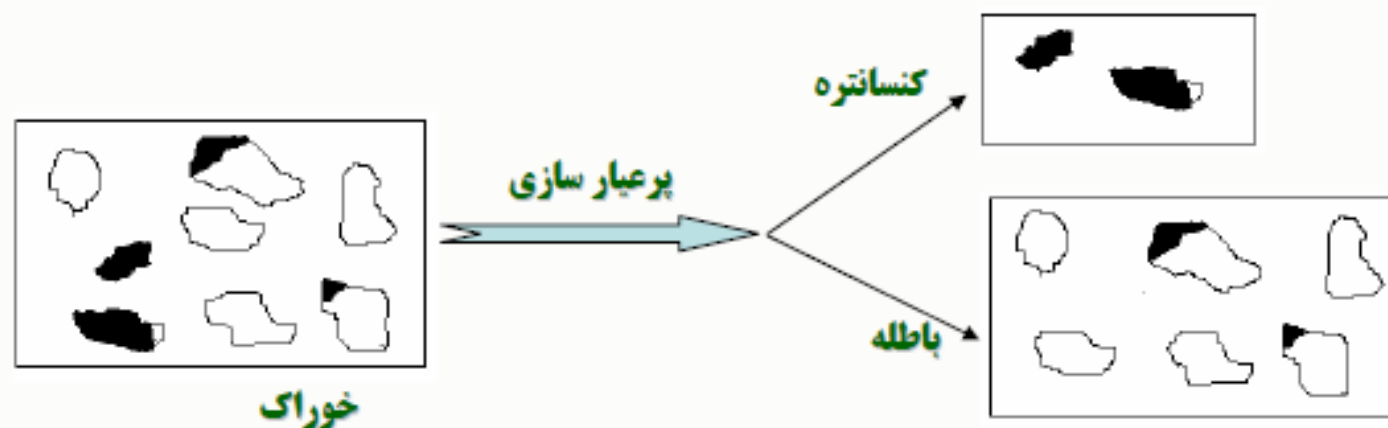 کنسانتره
پرعیار سازی
باطله
خوراک